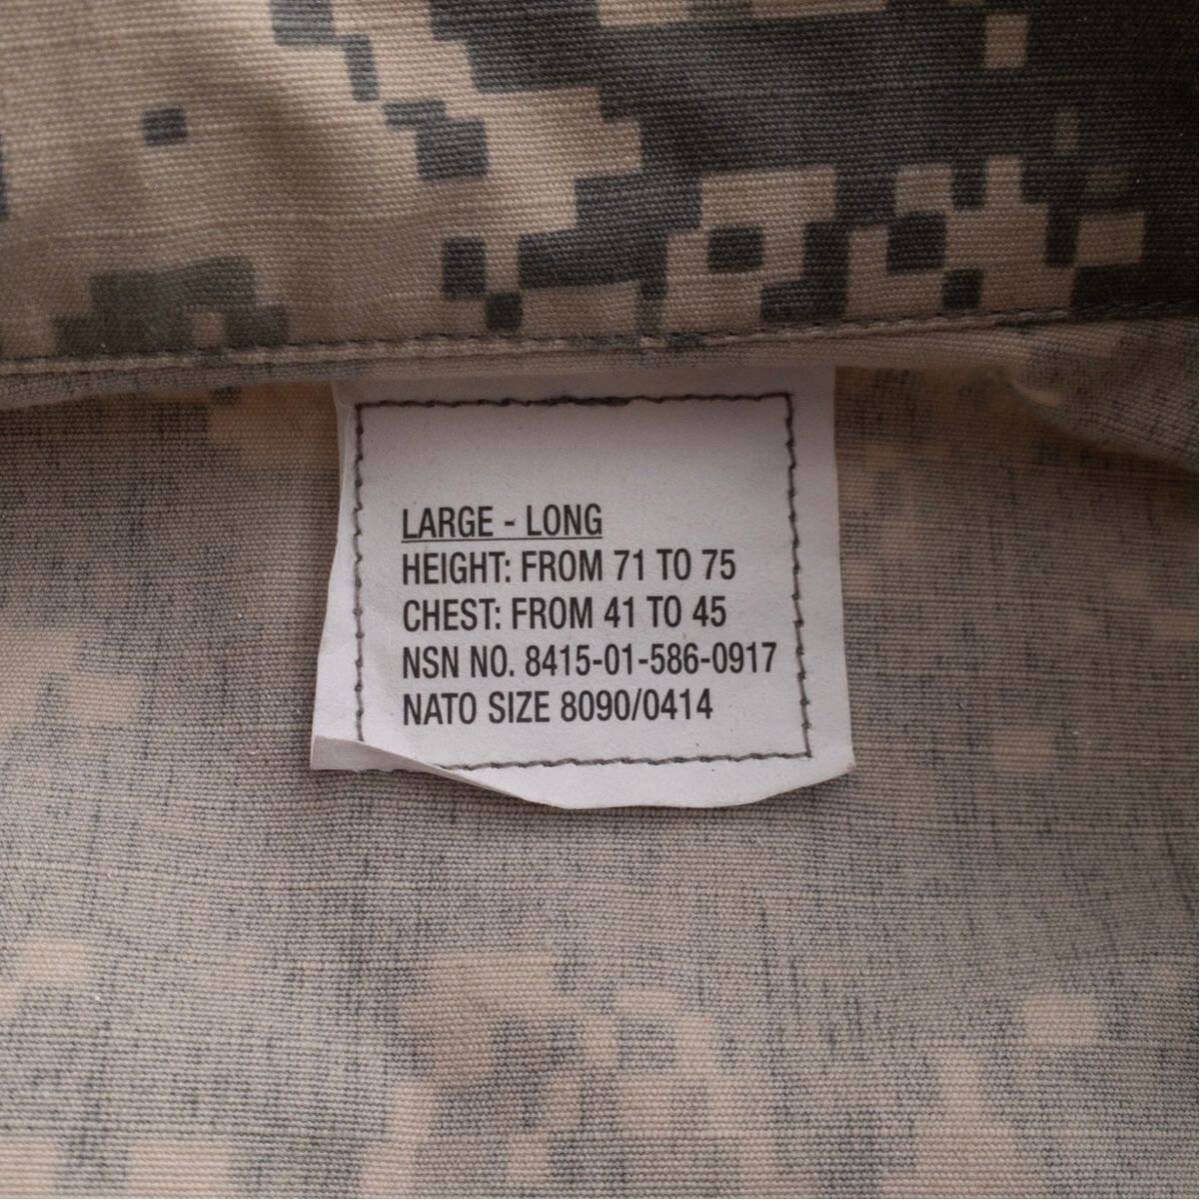 LARGE - LONG
HEIGHT: FROM 71 TO 75
CHEST: FROM 41 TO 45
NSN NO. 8415-01-586-0917
NATO SIZE 8090/0414